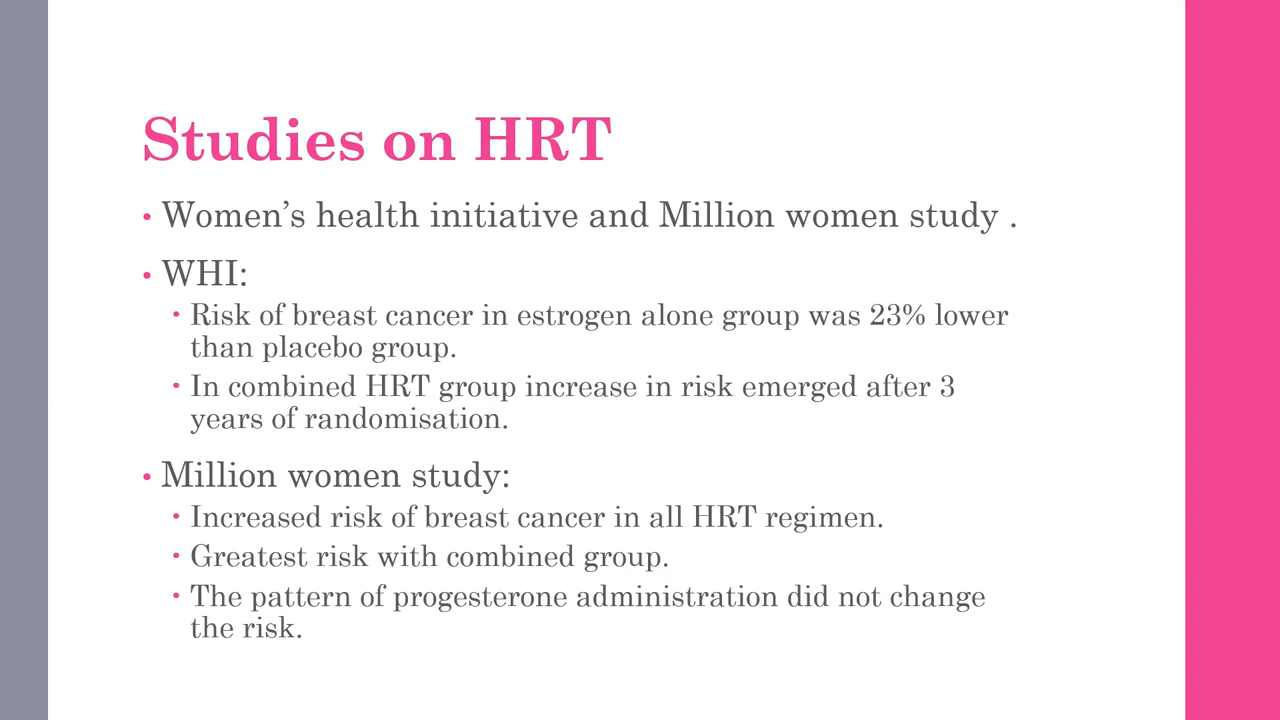 Studies on HRT
• Women’s health initiative and Million women study .
• WHI:
• Risk of breast cancer in estrogen alone group was 23% lower
than placebo group.
• In combined HRT group increase in risk emerged after 3
years of randomisation.
• Million women study:
• Increased risk of breast cancer in all HRT regimen.
• Greatest risk with combined group.
• The pattern of progesterone administration did not change
the risk.